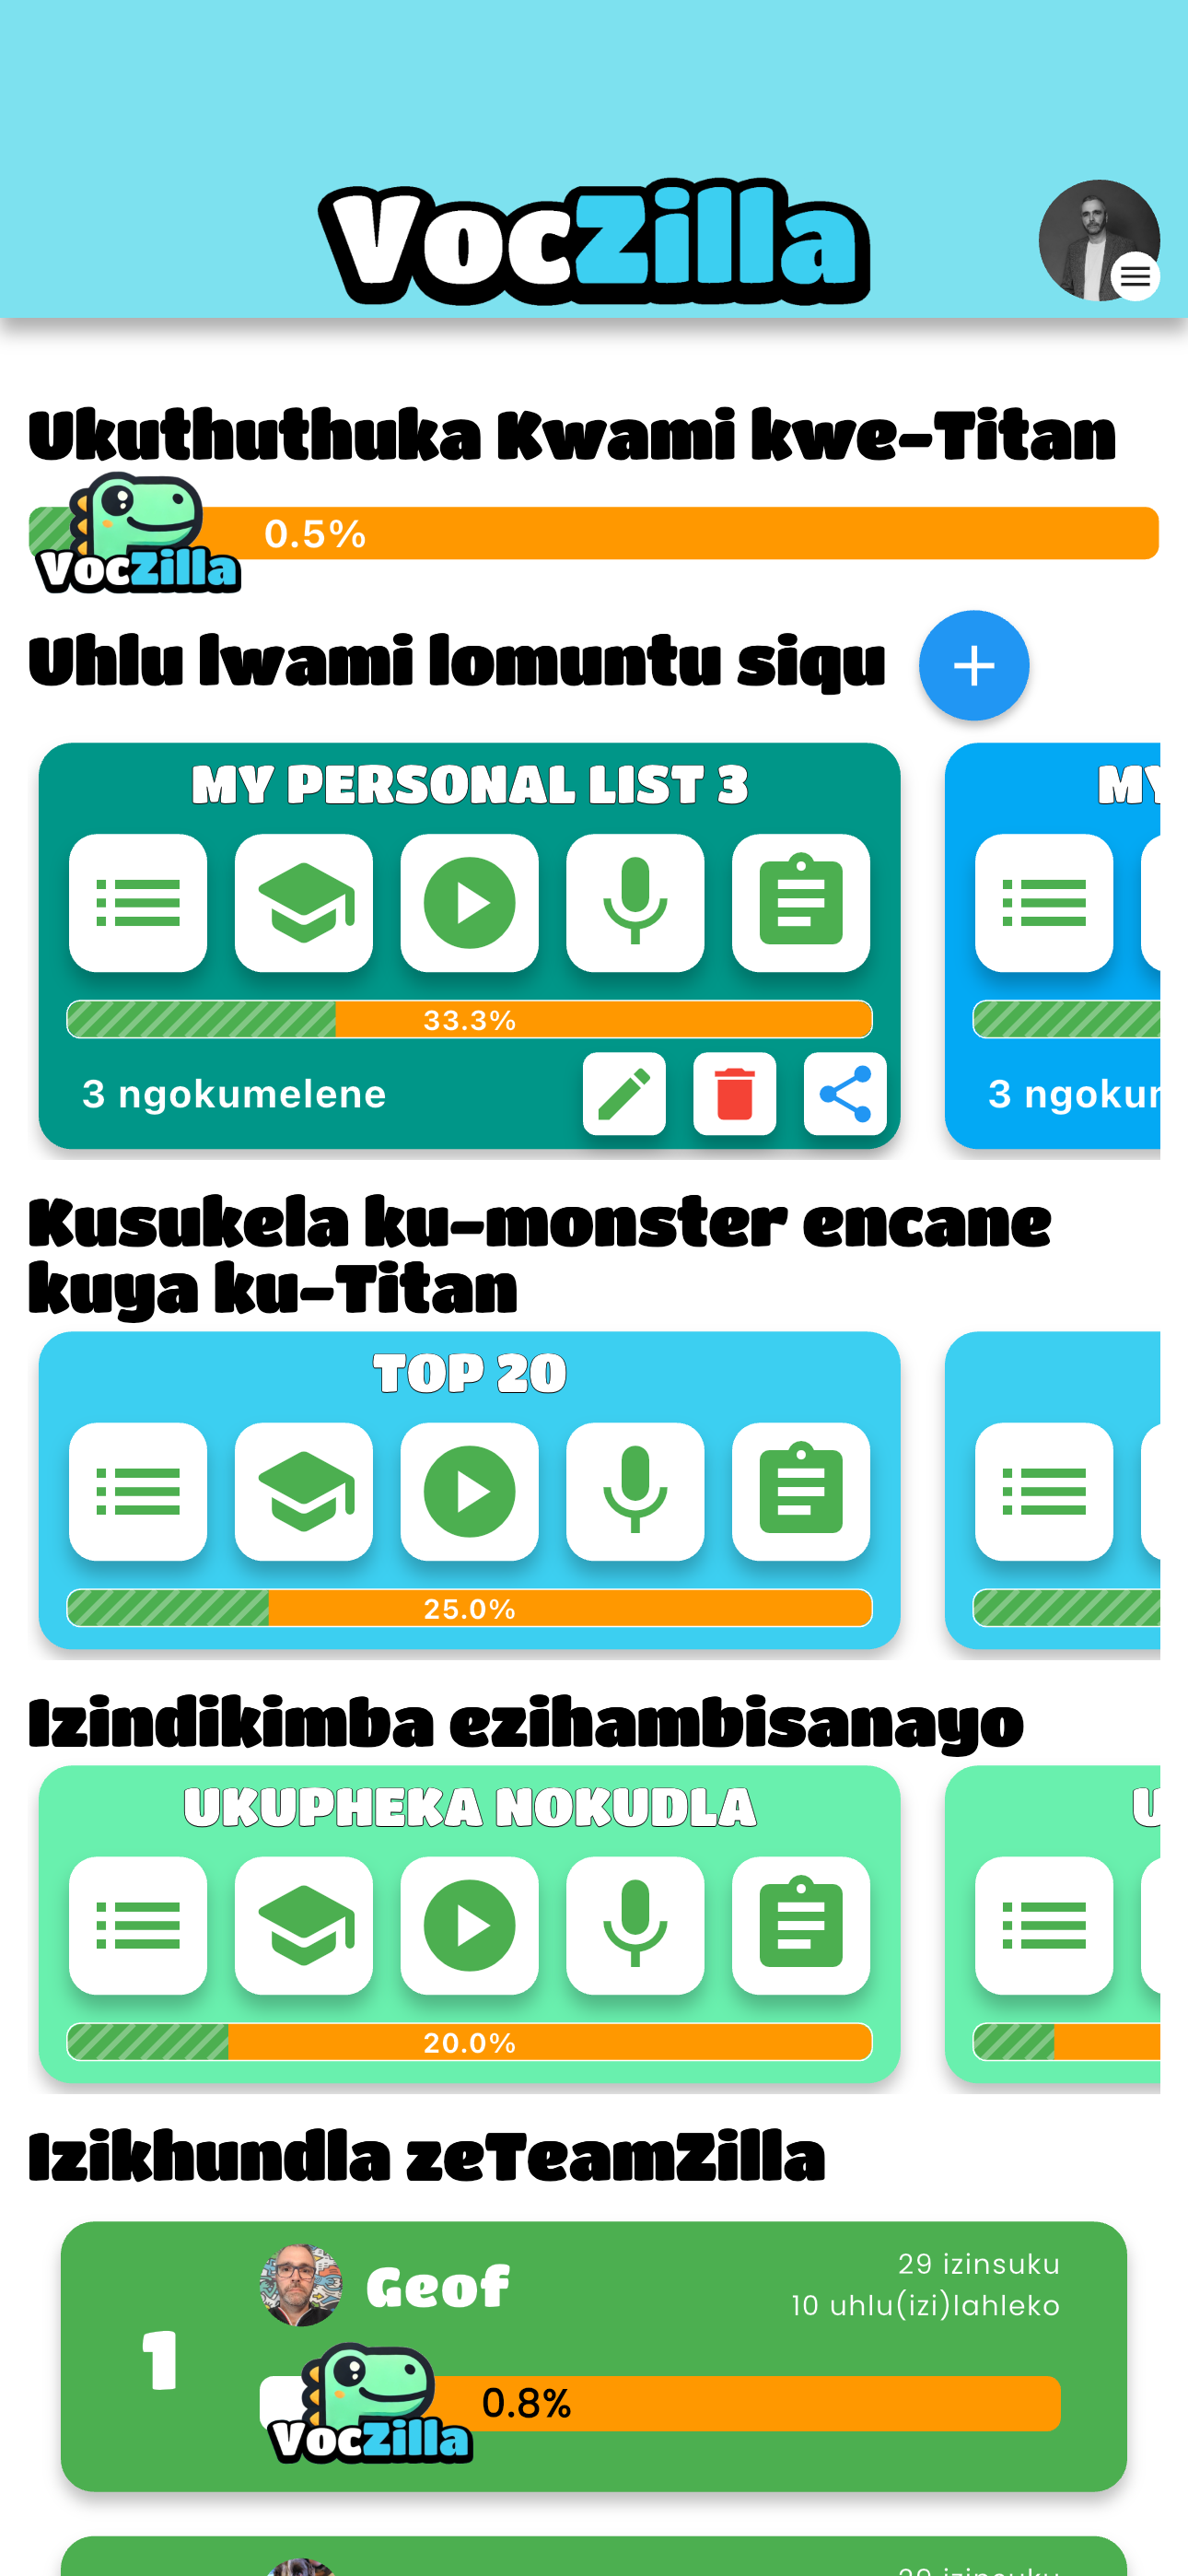 VocZilla
Ukuthuthuka Kwami kwe-Titan
0.5%
VocZilla
Uhlu lwami lomuntu siqu
MY PERSONAL LIST 3
MY
33.3%
3 ngokumelene
3
Kusukela ku-monster encane
kuya ku-Titan
TOP 20
25.0%
Izindikimba ezihambisanayo
UKUPHEKA NOKUDLA
20.0%
Izikhundla zeTeamZilla
Geof
29 izinsuku
10 uhlu(izi)lahleko
1
0.8%
VocZilla